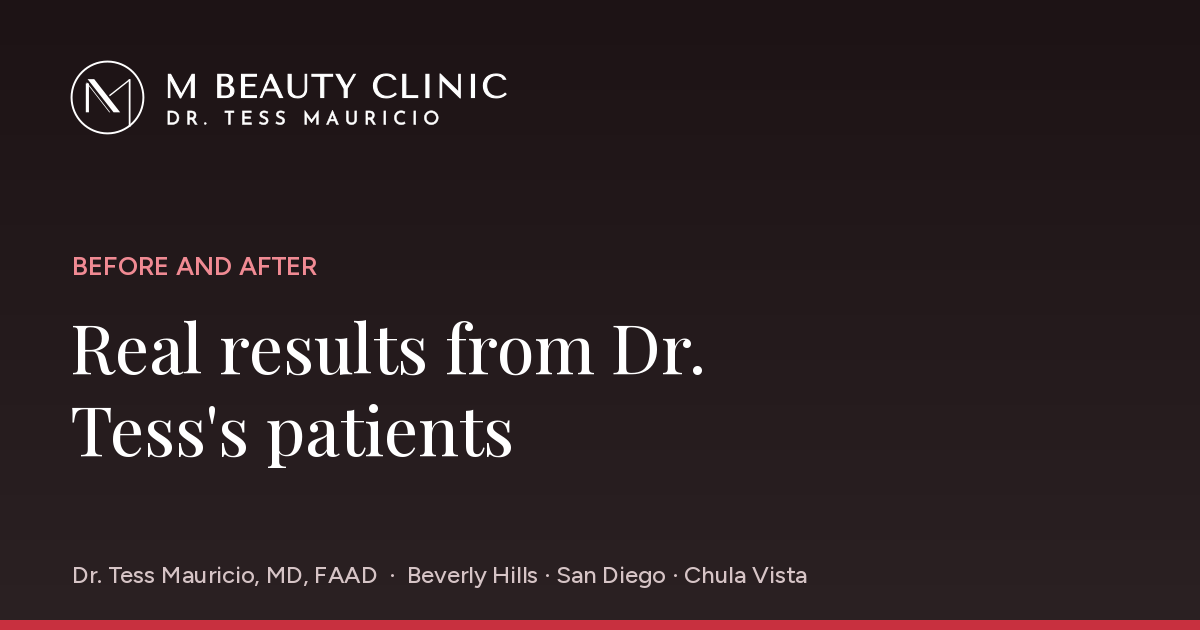 M BEAUTY CLINIC
DR. TESS MAURICIO
BEFORE AND AFTER
Real results from Dr.
Tess's patients
Dr. Tess Mauricio, MD, FAAD · Beverly Hills · San Diego · Chula Vista